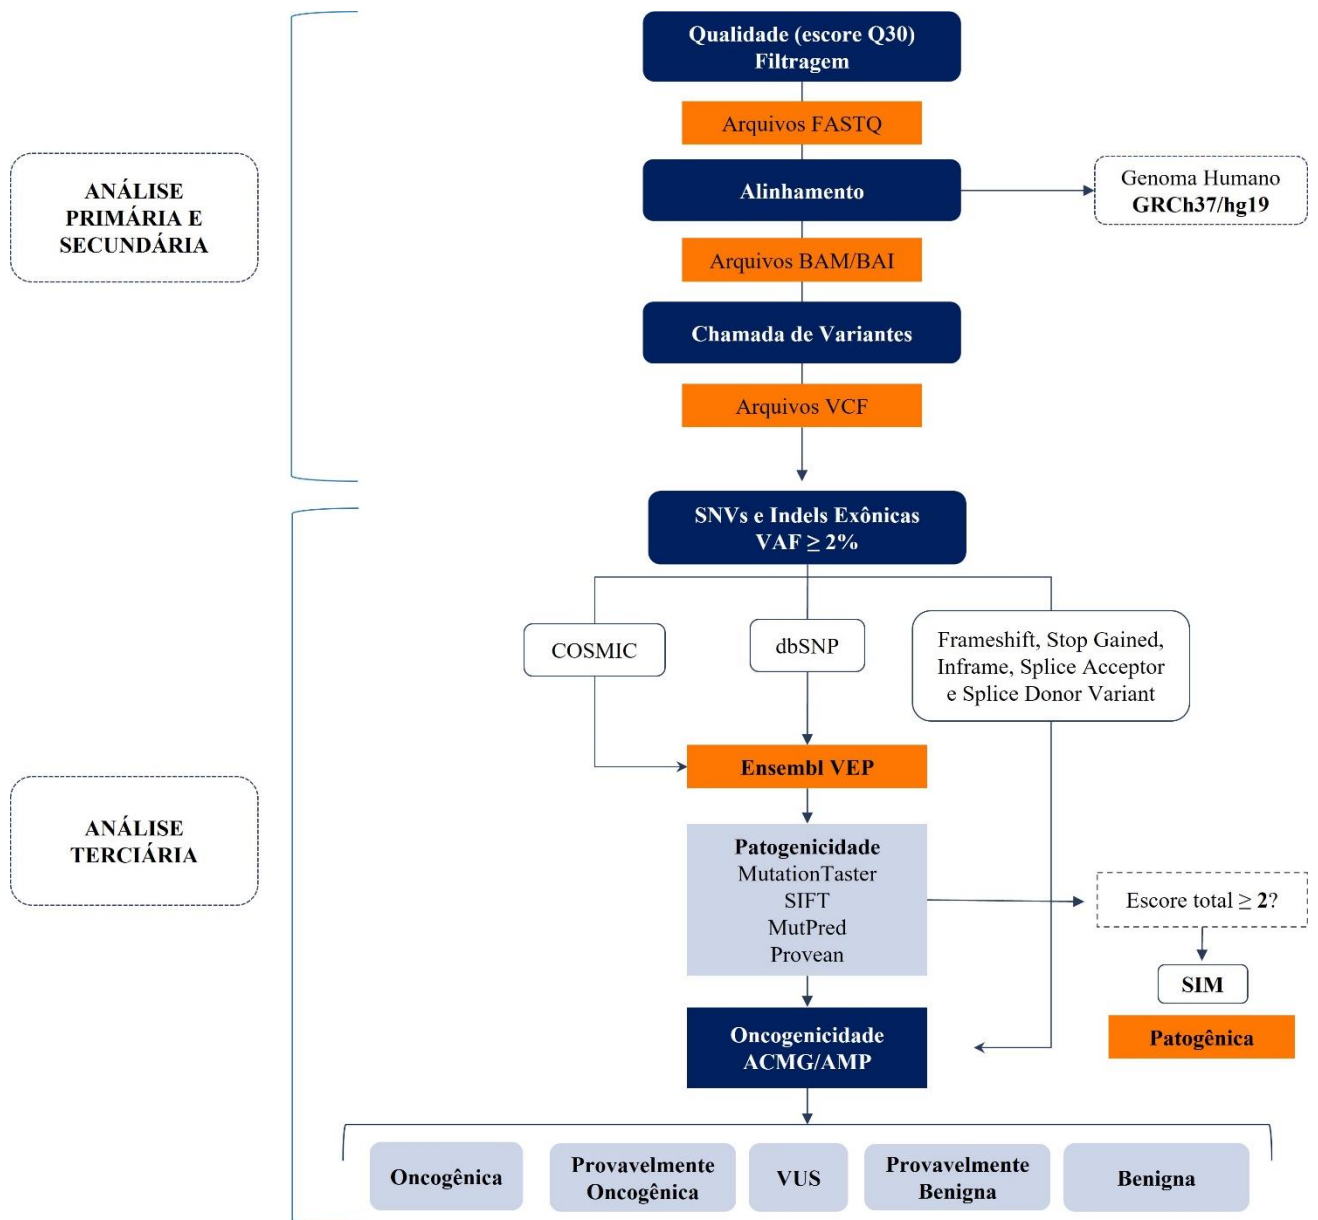 Qualidade (escore Q30)
Filtragem
Arquivos FASTQ
ANÁLISE
PRIMÁRIA E
SECUNDÁRIA
Alinhamento
Genoma Humano
GRCh37/hg19
Arquivos BAM/BAI
Chamada de Variantes
Arquivos VCF
SNVs e Indels Exônicas
VAF ≥ 2%
COSMIC
dbSNP
Frameshift, Stop Gained,
Inframe, Splice Acceptor
e Splice Donor Variant
Ensembl VEP
ANÁLISE
TERCIÁRIA
Patogenicidade
MutationTaster
SIFT
MutPred
Provean
Escore total ≥ 2?
SIM
Patogênica
Oncogenicidade
ACMG/AMP
Oncogênica
Provavelmente
Oncogênica
VUS
Provavelmente
Benigna
Benigna